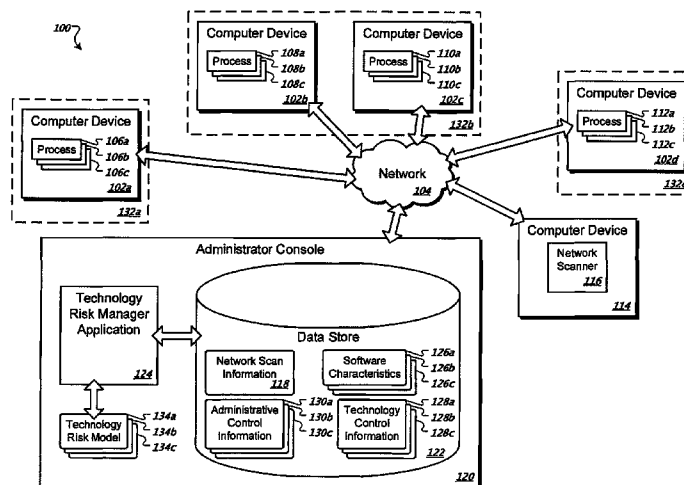 100
Computer Device
Process
108a
108b
108c
102b
Computer Device
Process
110a
110b
110c
102c
132b
Computer Device
Process
106a
106b
106c
102a
132a
Computer Device
Process
112a
112b
112c
102d
Network
104
Computer Device
Network
Scanner
116
114
Administrator Console
Technology
Risk Manager
Application
124
Data Store
Network Scan
Information
118
Software
Characteristics
126a
126b
126c
Administrative
Control
Information
130a
130b
130c
Technology
Control
Information
128a
128b
128c
122
Technology
Risk Model
134a
134b
134c
120